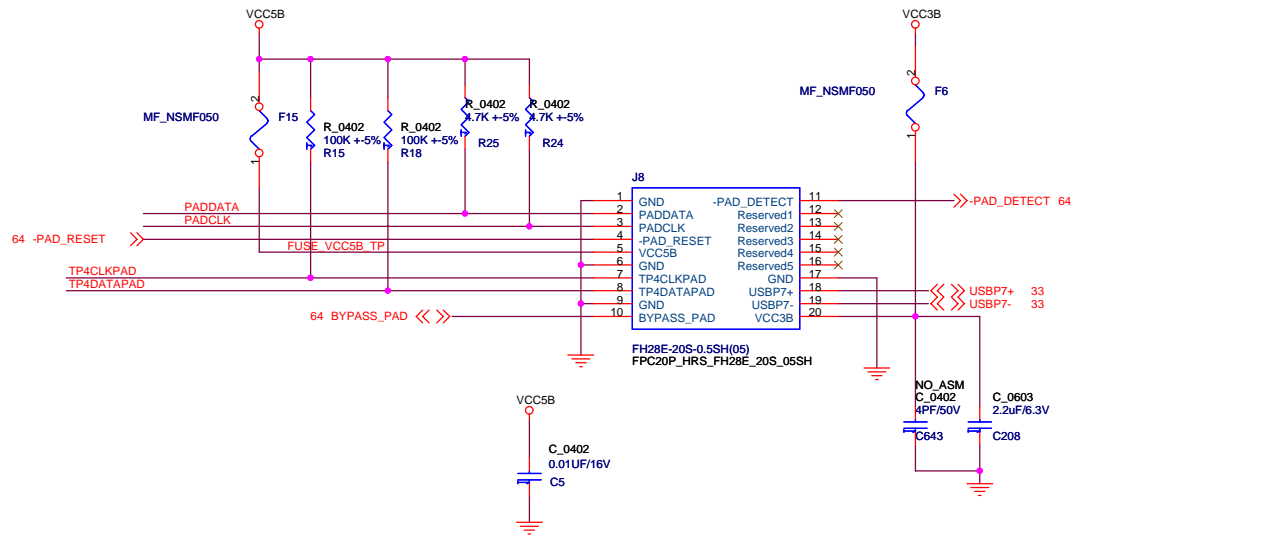 VCC5B
VCC3B
2
MF_NSMF050
F15
1
R_0402
100K +-5%
R15
R_0402
100K +-5%
R18
R_0402
4.7K +-5%
R25
R_0402
4.7K +-5%
R24
2
MF_NSMF050
F6
1
J8
PADDATA
PADCLK
64 -PAD_RESET
FUSE_VCC5B_TP
TP4CLKPAD
TP4DATAPAD
64 BYPASS_PAD
1 GND
2 PADDATA
3 PADCLK
4 -PAD_RESET
5 VCC5B
6 GND
7 TP4CLKPAD
8 TP4DATAPAD
9 GND
10 BYPASS_PAD
-PAD_DETECT 11
Reserved1 12
Reserved2 13
Reserved3 14
Reserved4 15
Reserved5 16
GND 17
USBP7+ 18
USBP7- 19
VCC3B 20
-PAD_DETECT 64
USBP7+ 33
USBP7- 33
FH28E-20S-0.5SH(05)
FPC20P_HRS_FH28E_20S_05SH
NO_ASM
C_0402
4PF/50V
C643
C_0603
2.2uF/6.3V
C208
VCC5B
C_0402
0.01UF/16V
C5